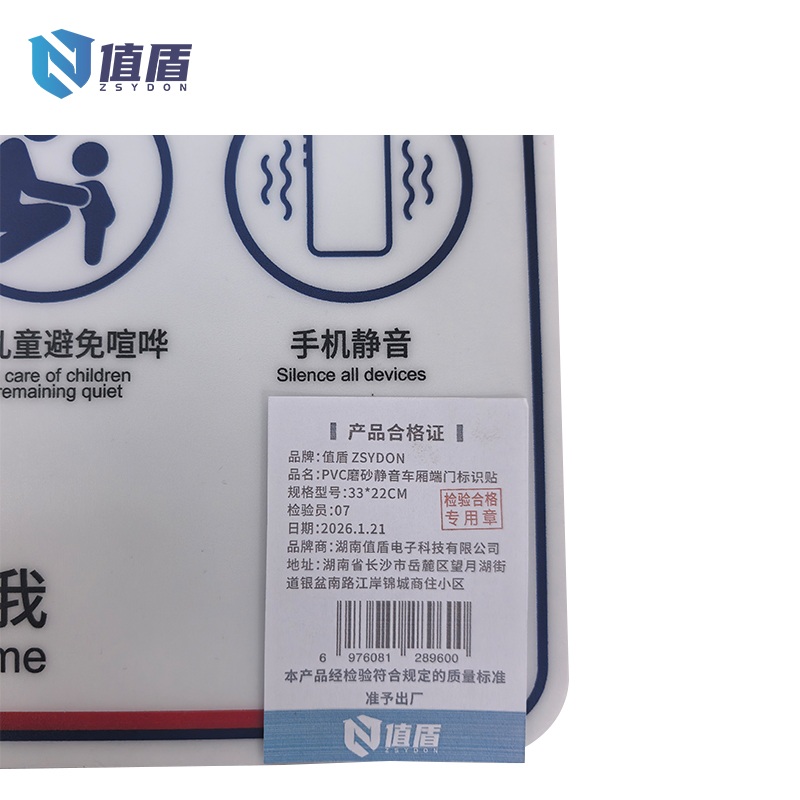 值盾
ZSYDON
儿童避免喧哗
care of children
remaining quiet
手机静音
Silence all devices
我
me
产品合格证
品牌:值盾 ZSYDON
品名:PVC磨砂静音车厢端门标识贴
规格型号:33*22CM
检验员:07
日期:2026.1.21
检验合格
专用章
品牌商:湖南值盾电子科技有限公司
地址:湖南省长沙市岳麓区望月湖街
道银盆南路江岸锦城商住小区
6 976081 289600
本产品经检验符合规定的质量标准
准予出厂
值盾
ZSYDON